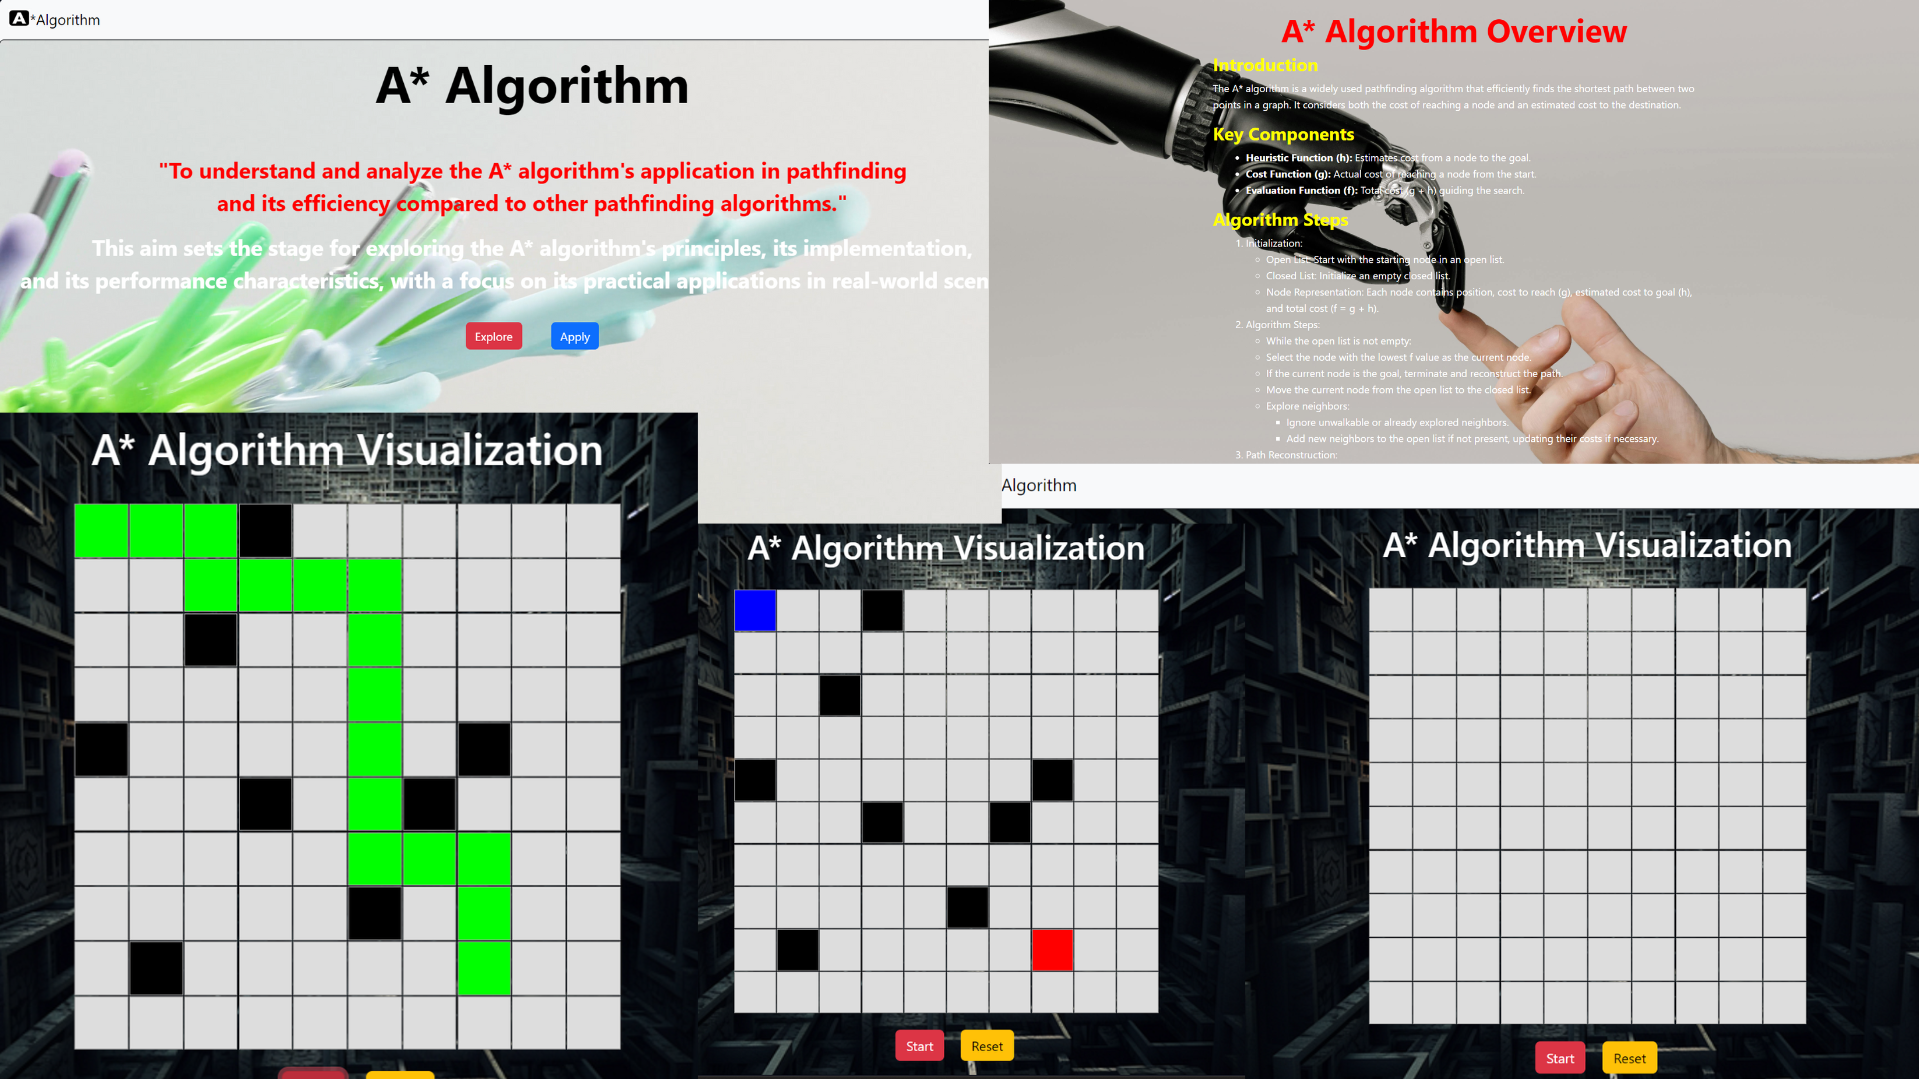 A *Algorithm
A* Algorithm
"To understand and analyze the A* algorithm's application in pathfinding
and its efficiency compared to other pathfinding algorithms."
This aim sets the stage for exploring the A* algorithm's principles, its implementation,
and its performance characteristics, with a focus on its practical applications in real-world scen
Explore Apply
A* Algorithm Overview
Introduction
The A* algorithm is a widely used pathfinding algorithm that efficiently finds the shortest path between two
points in a graph. It considers both the cost of reaching a node and an estimated cost to the destination.
Key Components
• Heuristic Function (h): Estimates cost from a node to the goal.
• Cost Function (g): Actual cost of reaching a node from the start.
• Evaluation Function (f): Total cost (g + h) guiding the search.
Algorithm Steps
1. Initialization:
Open List: Start with the starting node in an open list.
Closed List: Initialize an empty closed list.
Node Representation: Each node contains position, cost to reach (g), estimated cost to goal (h),
and total cost (f = g + h).
2. Algorithm Steps:
While the open list is not empty:
Select the node with the lowest f value as the current node.
If the current node is the goal, terminate and reconstruct the path.
Move the current node from the open list to the closed list.
Explore neighbors:
Ignore unwalkable or already explored neighbors.
Add new neighbors to the open list if not present, updating their costs if necessary.
3. Path Reconstruction:
A* Algorithm Visualization
A* Algorithm Visualization
Start Reset
Algorithm
A* Algorithm Visualization
Start Reset